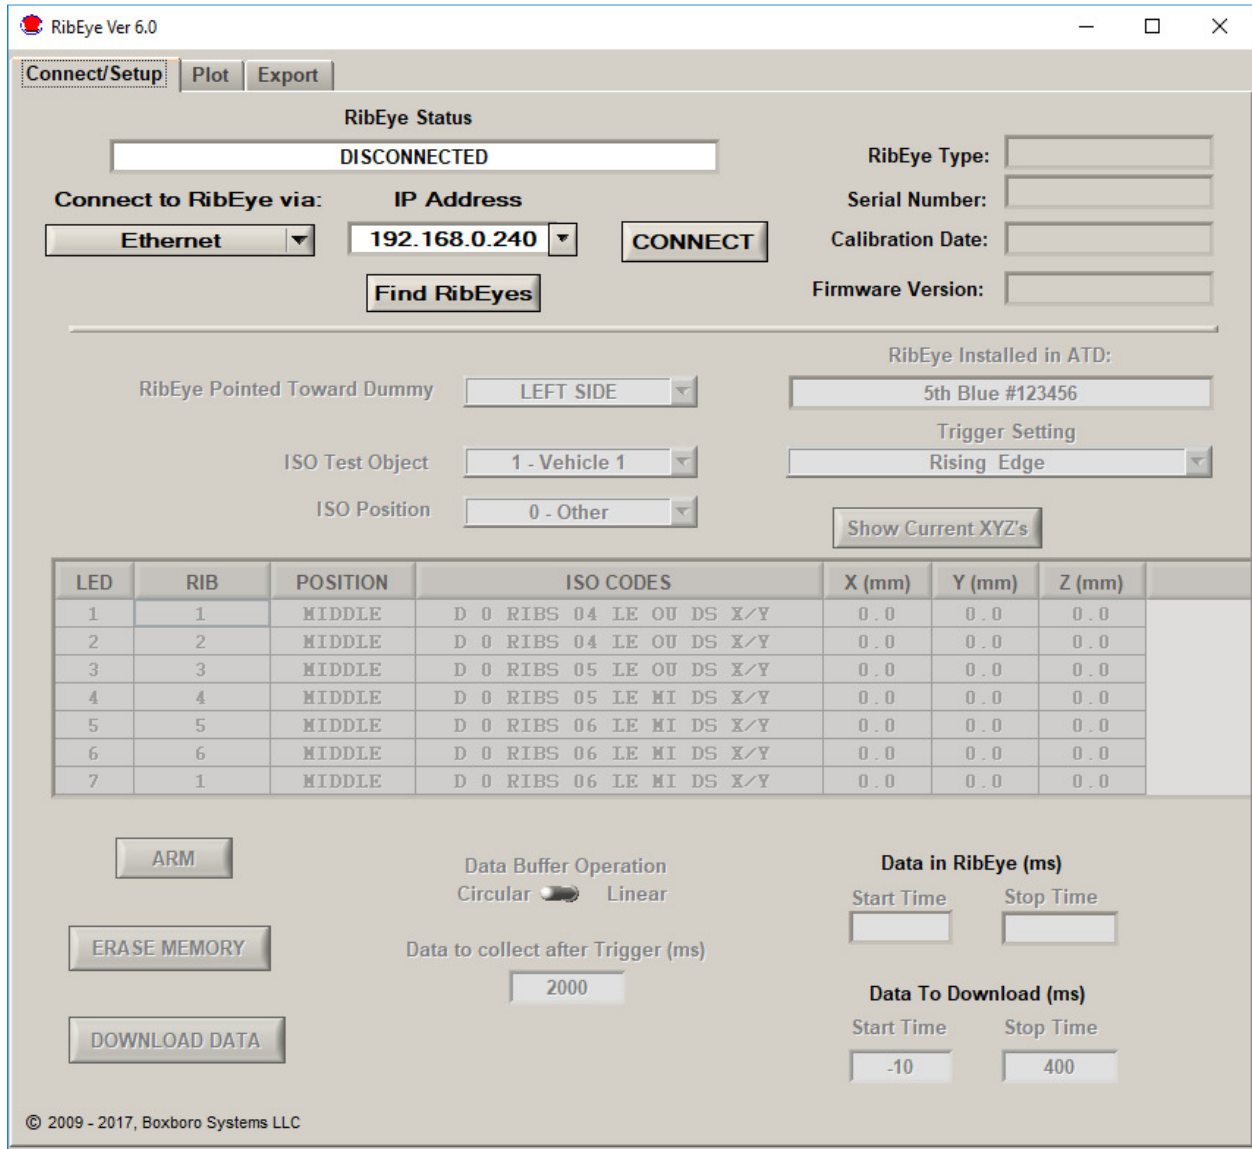 RibEye Ver 6.0
Connect/Setup Plot Export
RibEye Status
DISCONNECTED
RibEye Type:
Connect to RibEye via: IP Address Serial Number:
Ethernet 192.168.0.240 CONNECT Calibration Date:
Find RibEyes Firmware Version:
RibEye Installed in ATD:
RibEye Pointed Toward Dummy LEFT SIDE 5th Blue #123456
Trigger Setting
ISO Test Object 1 - Vehicle 1 Rising Edge
ISO Position 0 - Other
Show Current XYZ's
LED RIB POSITION ISO CODES X (mm) Y (mm) Z (mm)
1 1 MIDDLE D 0 RIBS 04 LE OU DS X/Y 0.0 0.0 0.0
2 2 MIDDLE D 0 RIBS 04 LE OU DS X/Y 0.0 0.0 0.0
3 3 MIDDLE D 0 RIBS 05 LE OU DS X/Y 0.0 0.0 0.0
4 4 MIDDLE D 0 RIBS 05 LE MI DS X/Y 0.0 0.0 0.0
5 5 MIDDLE D 0 RIBS 06 LE MI DS X/Y 0.0 0.0 0.0
6 6 MIDDLE D 0 RIBS 06 LE MI DS X/Y 0.0 0.0 0.0
7 1 MIDDLE D 0 RIBS 06 LE MI DS X/Y 0.0 0.0 0.0
ARM Data Buffer Operation Data in RibEye (ms)
Circular Linear Start Time Stop Time
ERASE MEMORY Data to collect after Trigger (ms)
2000 Data To Download (ms)
DOWNLOAD DATA Start Time Stop Time
-10 400
© 2009 - 2017, Boxboro Systems LLC